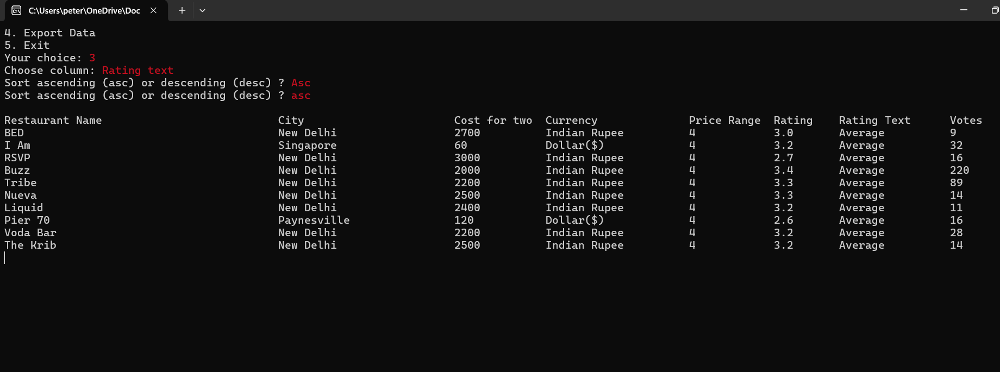 C:\Users\peter\OneDrive\Doc
4. Export Data
5. Exit
Your choice: 3
Choose column: Rating text
Sort ascending (asc) or descending (desc) ? Asc
Sort ascending (asc) or descending (desc) ? asc
Restaurant Name City Cost for two Currency Price Range Rating Rating Text Votes
BED New Delhi 2700 Indian Rupee 4 3.0 Average 9
I Am Singapore 60 Dollar($) 4 3.2 Average 32
RSVP New Delhi 3000 Indian Rupee 4 2.7 Average 16
Buzz New Delhi 2000 Indian Rupee 4 3.4 Average 220
Tribe New Delhi 2200 Indian Rupee 4 3.3 Average 89
Nueva New Delhi 2500 Indian Rupee 4 3.3 Average 14
Liquid New Delhi 2400 Indian Rupee 4 3.2 Average 11
Pier 70 Paynesville 120 Dollar($) 4 2.6 Average 16
Voda Bar New Delhi 2200 Indian Rupee 4 3.2 Average 28
The Krib New Delhi 2500 Indian Rupee 4 3.2 Average 14